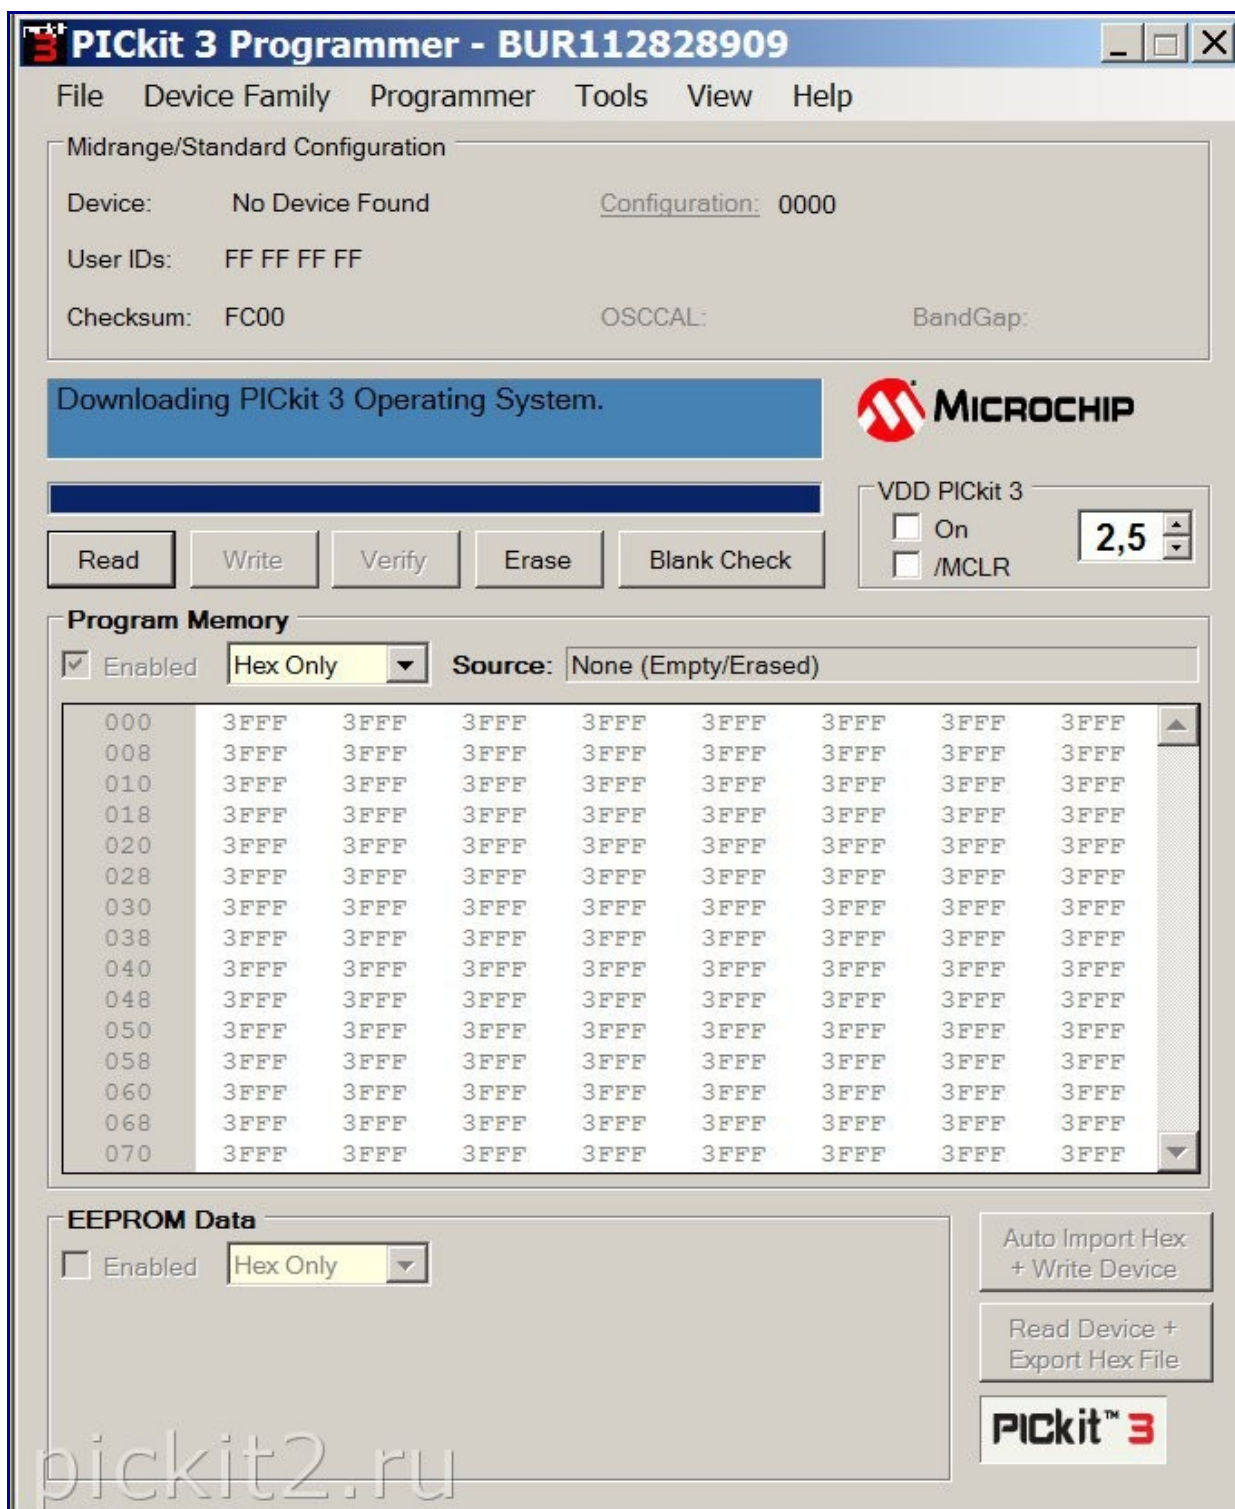 PICkit 3 Programmer - BUR112828909
File Device Family Programmer Tools View Help
Midrange/Standard Configuration
Device: No Device Found Configuration: 0000
User IDs: FF FF FF FF
Checksum: FC00 OSCCAL: BandGap:
Downloading PICkit 3 Operating System.
MICROCHIP
VDD PICkit 3
On
/MCLR
2,5
Read Write Verify Erase Blank Check
Program Memory
Enabled Hex Only Source: None (Empty/Erased)
000 3FFF 3FFF 3FFF 3FFF 3FFF 3FFF 3FFF 3FFF
008 3FFF 3FFF 3FFF 3FFF 3FFF 3FFF 3FFF 3FFF
010 3FFF 3FFF 3FFF 3FFF 3FFF 3FFF 3FFF 3FFF
018 3FFF 3FFF 3FFF 3FFF 3FFF 3FFF 3FFF 3FFF
020 3FFF 3FFF 3FFF 3FFF 3FFF 3FFF 3FFF 3FFF
028 3FFF 3FFF 3FFF 3FFF 3FFF 3FFF 3FFF 3FFF
030 3FFF 3FFF 3FFF 3FFF 3FFF 3FFF 3FFF 3FFF
038 3FFF 3FFF 3FFF 3FFF 3FFF 3FFF 3FFF 3FFF
040 3FFF 3FFF 3FFF 3FFF 3FFF 3FFF 3FFF 3FFF
048 3FFF 3FFF 3FFF 3FFF 3FFF 3FFF 3FFF 3FFF
050 3FFF 3FFF 3FFF 3FFF 3FFF 3FFF 3FFF 3FFF
058 3FFF 3FFF 3FFF 3FFF 3FFF 3FFF 3FFF 3FFF
060 3FFF 3FFF 3FFF 3FFF 3FFF 3FFF 3FFF 3FFF
068 3FFF 3FFF 3FFF 3FFF 3FFF 3FFF 3FFF 3FFF
070 3FFF 3FFF 3FFF 3FFF 3FFF 3FFF 3FFF 3FFF
EEPROM Data
Enabled Hex Only
Auto Import Hex
+ Write Device
Read Device +
Export Hex File
PICkit™ 3
pickit2.ru